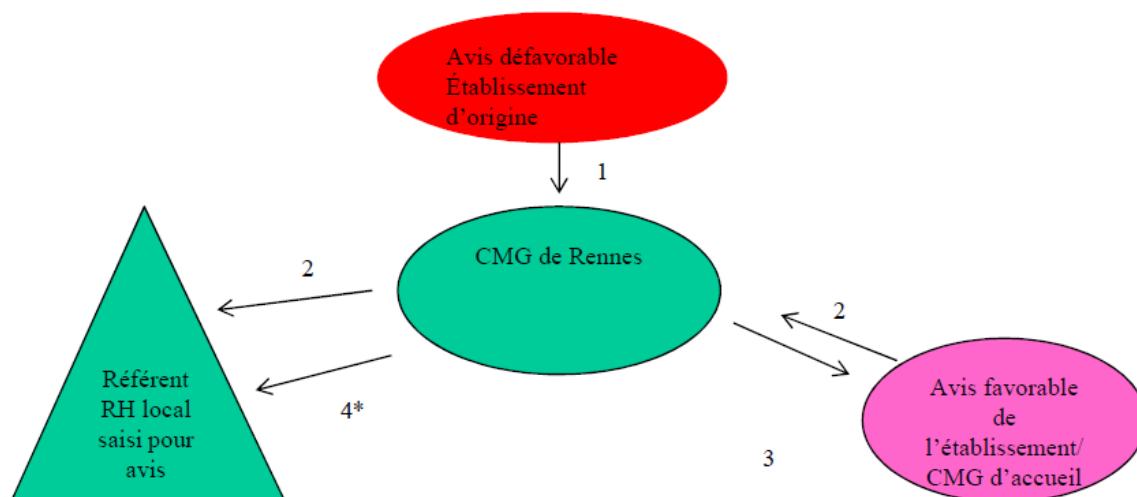 Avis défavorable
Établissement
d’origine
1
CMG de Rennes
2
2
Référent
RH local
saisi pour
avis
4*
3
Avis favorable
de
l’établissement/
CMG d’accueil